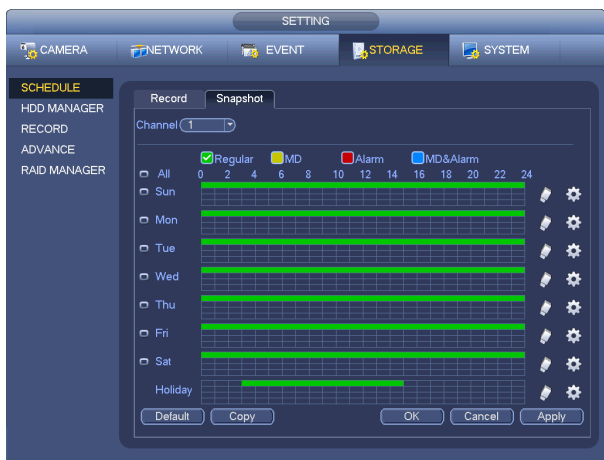 SETTING
CAMERA NETWORK EVENT STORAGE SYSTEM
SCHEDULE
HDD MANAGER
RECORD
ADVANCE
RAID MANAGER
Record Snapshot
Channel 1
Regular MD Alarm MD&Alarm
All 0 2 4 6 8 10 12 14 16 18 20 22 24
Sun
Mon
Tue
Wed
Thu
Fri
Sat
Holiday
Default Copy OK Cancel Apply